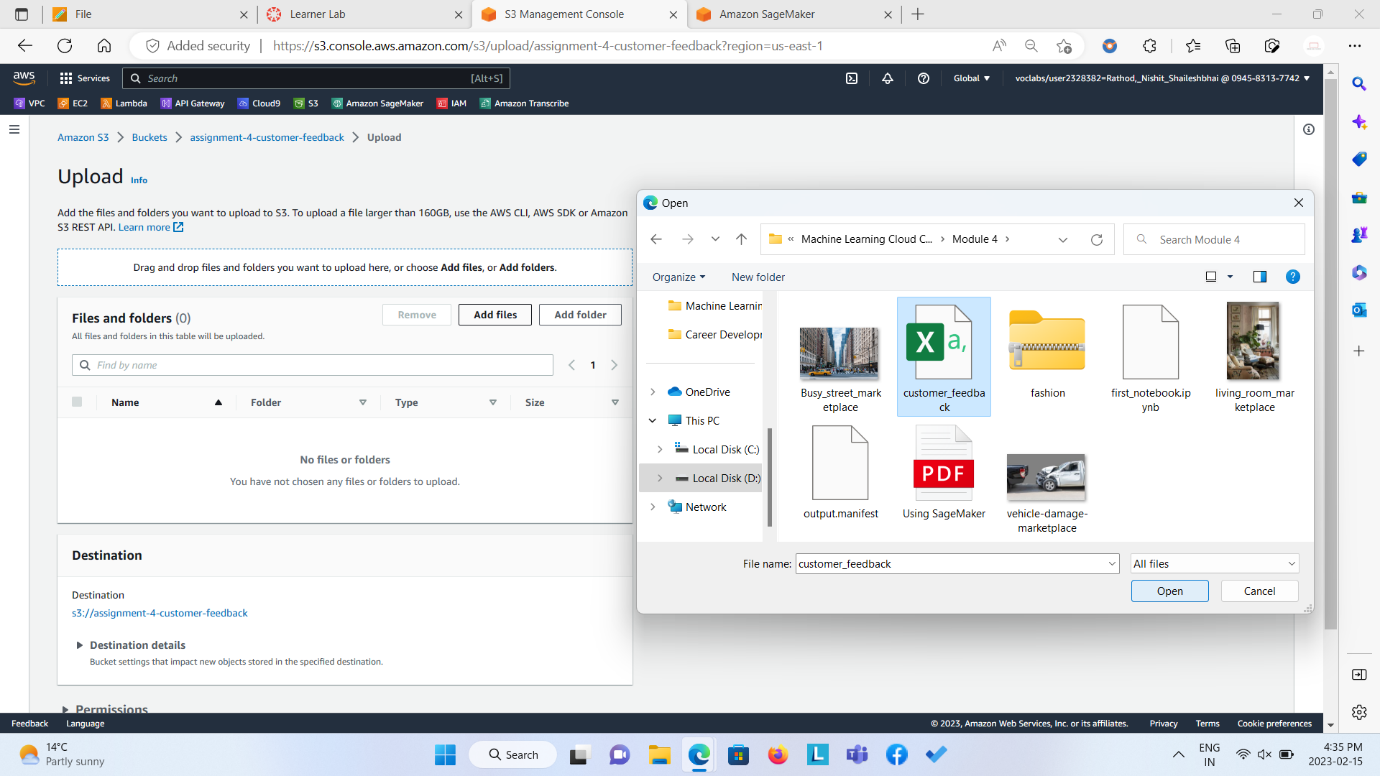 File
Learner Lab
S3 Management Console
Amazon SageMaker
Added security
https://s3.console.aws.amazon.com/s3/upload/assignment-4-customer-feedback?region=us-east-1
aws
Services
Search
[Alt+S]
Global
voclabs/user2328382=Rathod,_Nishit_Shaileshbhai @ 0945-8313-7742
VPC
EC2
Lambda
API Gateway
Cloud9
S3
Amazon SageMaker
IAM
Amazon Transcribe
Amazon S3
Buckets
assignment-4-customer-feedback
Upload
Upload Info
Add the files and folders you want to upload to S3. To upload a file larger than 160GB, use the AWS CLI, AWS SDK or Amazon
S3 REST API. Learn more
Drag and drop files and folders you want to upload here, or choose Add files, or Add folders.
Files and folders (0)
All files and folders in this table will be uploaded.
Remove
Add files
Add folder
Find by name
1
Name
Folder
Type
Size
No files or folders
You have not chosen any files or folders to upload.
Destination
Destination
s3://assignment-4-customer-feedback
Destination details
Bucket settings that impact new objects stored in the specified destination.
Permissions
Open
« Machine Learning Cloud C... › Module 4 ›
Search Module 4
Organize
New folder
Machine Learnin
Career Developr
OneDrive
This PC
Local Disk (C:)
Local Disk (D:)
Network
Busy_street_mark
etplace
X a,
customer_feedba
ck
fashion
first_notebook.ip
ynb
living_room_mar
ketplace
output.manifest
PDF
Using SageMaker
vehicle-damage-
marketplace
File name:
customer_feedback
All files
Open
Cancel
Feedback
Language
© 2023, Amazon Web Services, Inc. or its affiliates.
Privacy
Terms
Cookie preferences
14°C
Partly sunny
Search
L
ENG
IN
4:35 PM
2023-02-15